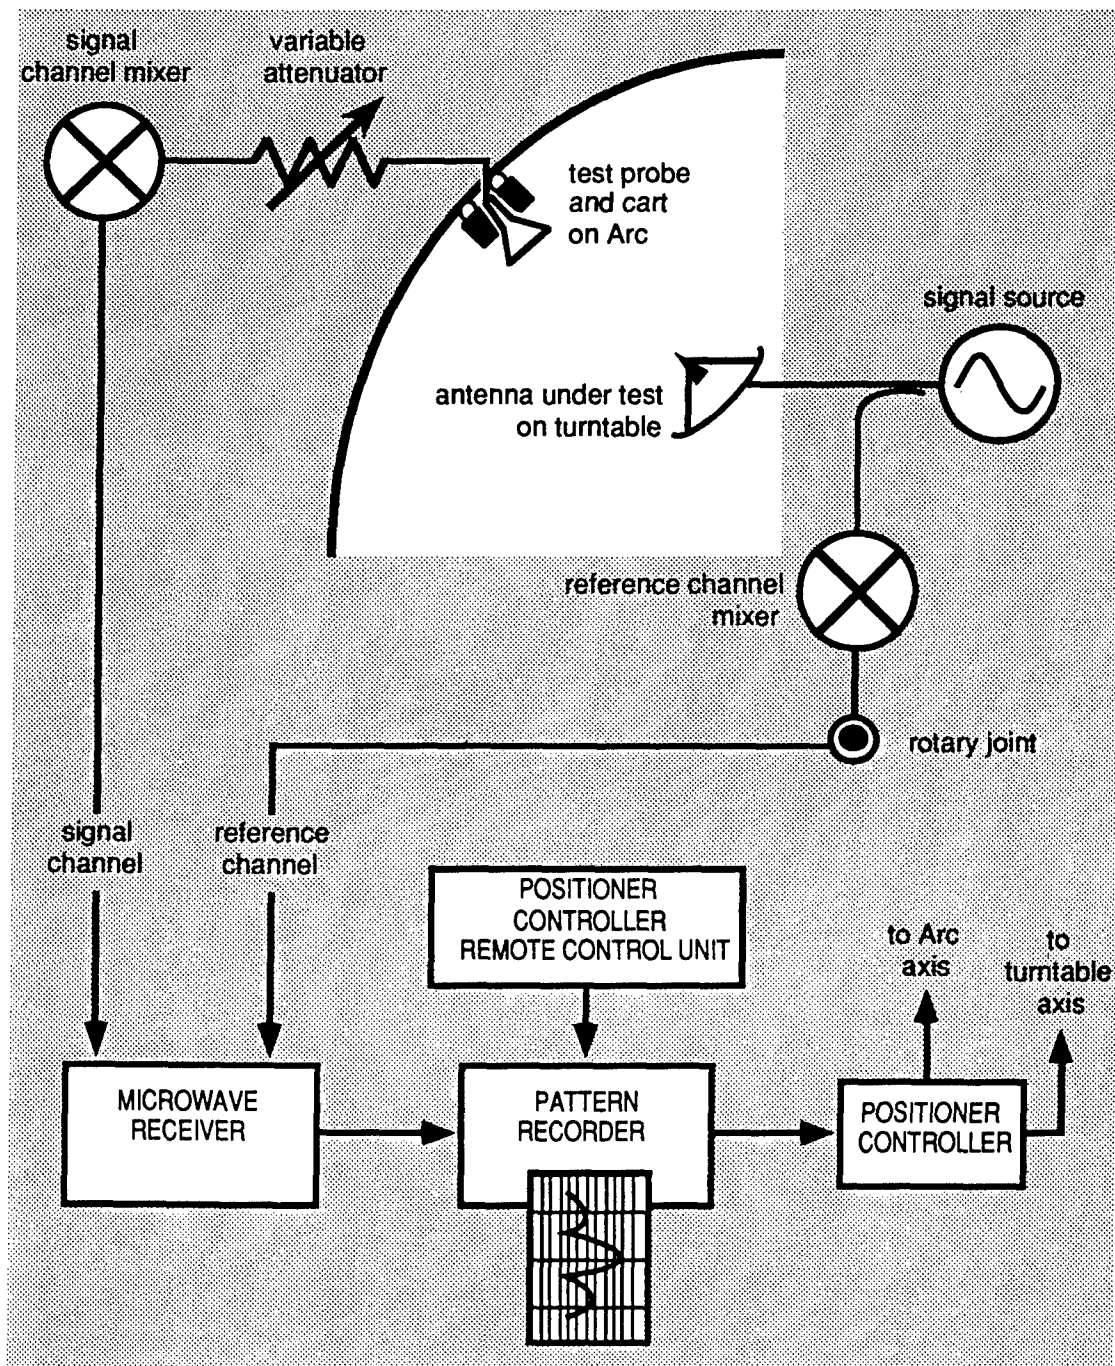 signal
channel mixer
variable
attenuator
test probe
and cart
on Arc
signal source
antenna under test
on turntable
reference channel
mixer
rotary joint
signal
channel
reference
channel
POSITIONER
CONTROLLER
REMOTE CONTROL UNIT
to Arc
axis
to
turntable
axis
MICROWAVE
RECEIVER
PATTERN
RECORDER
POSITIONER
CONTROLLER